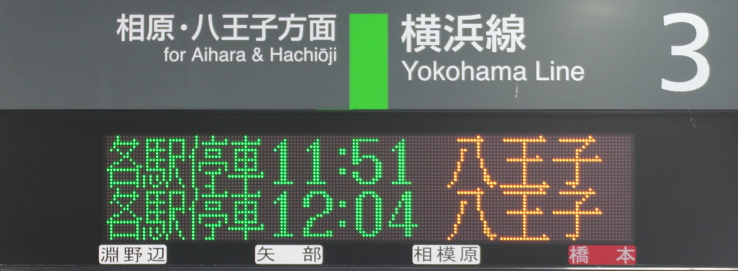 相原・八王子方面
for Aihara & Hachiōji
横浜線
Yokohama Line
3
各駅停車 11:51 八王子
各駅停車 12:04 八王子
淵野辺 矢部 相模原 橋本